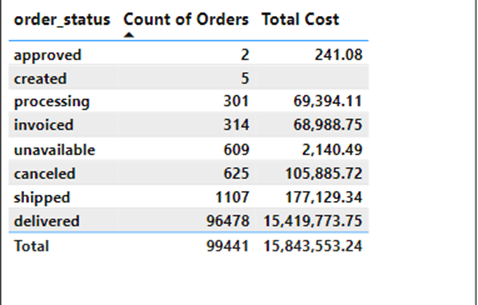 order_status Count of Orders Total Cost
approved 2 241.08
created 5
processing 301 69,394.11
invoiced 314 68,988.75
unavailable 609 2,140.49
canceled 625 105,885.72
shipped 1107 177,129.34
delivered 96478 15,419,773.75
Total 99441 15,843,553.24